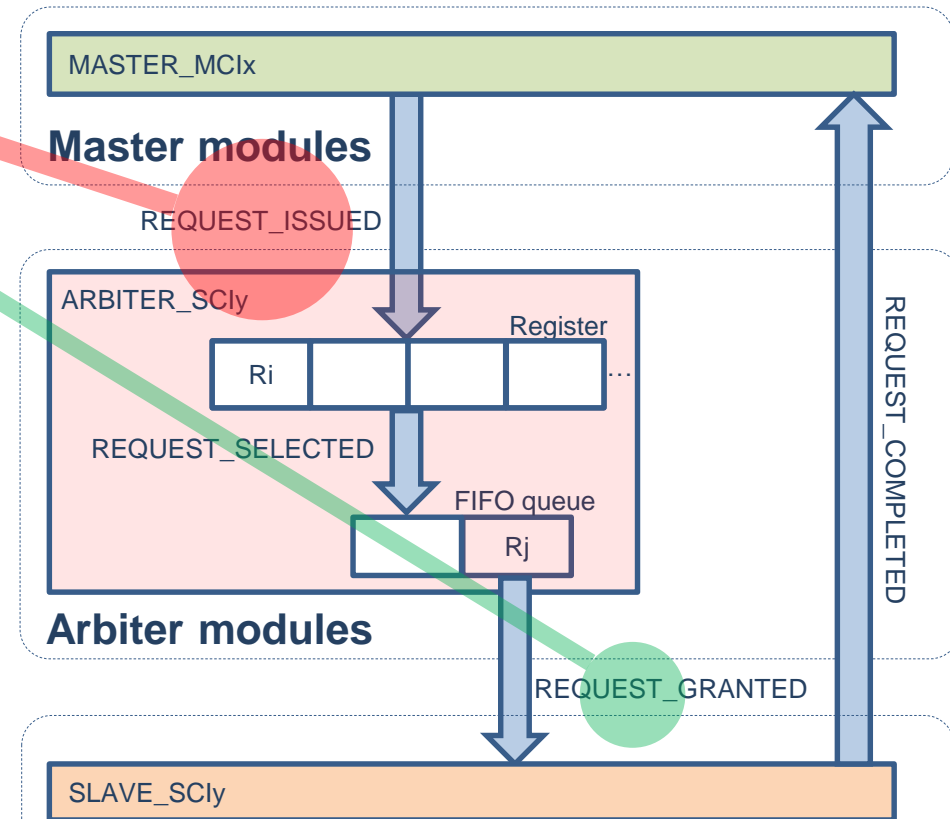 MASTER_MCIx
Master modules
REQUEST_ISSUED
ARBITER_SCIy
Register
Ri
…
REQUEST_SELECTED
FIFO queue
Rj
REQUEST_COMPLETED
Arbiter modules
REQUEST_GRANTED
SLAVE_SCIy